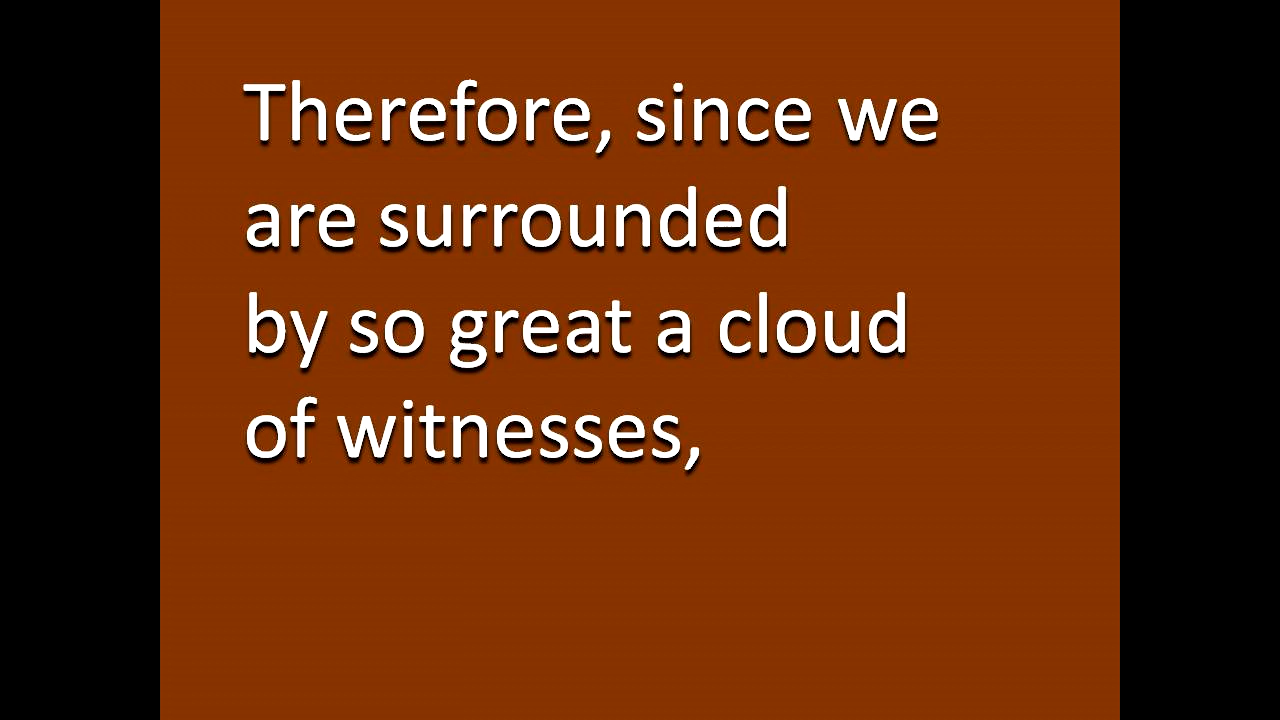 Therefore, since we
are surrounded
by so great a cloud
of witnesses,